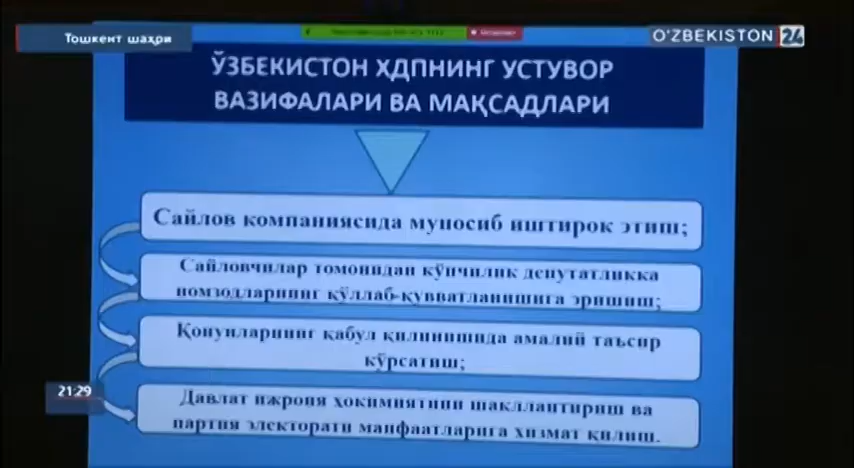 Тошкент шаҳри
O'ZBEKISTON 24
ЎЗБЕКИСТОН ХДПНИНГ УСТУВОР
ВАЗИФАЛАРИ ВА МАҚСАДЛАРИ
Сайлов компаниясида муносиб иштирок этиш;
Сайловчилар томонидан кўпчилик депутатликка
номзодларнинг қўллаб-қувватланишига эришиш;
Қонунларнинг қабул қилинишида амалий таъсир
кўрсатиш;
21:29
Давлат ижроия ҳокимиятини шакллантириш ва
партия электорати манфаатларига хизмат қилиш.